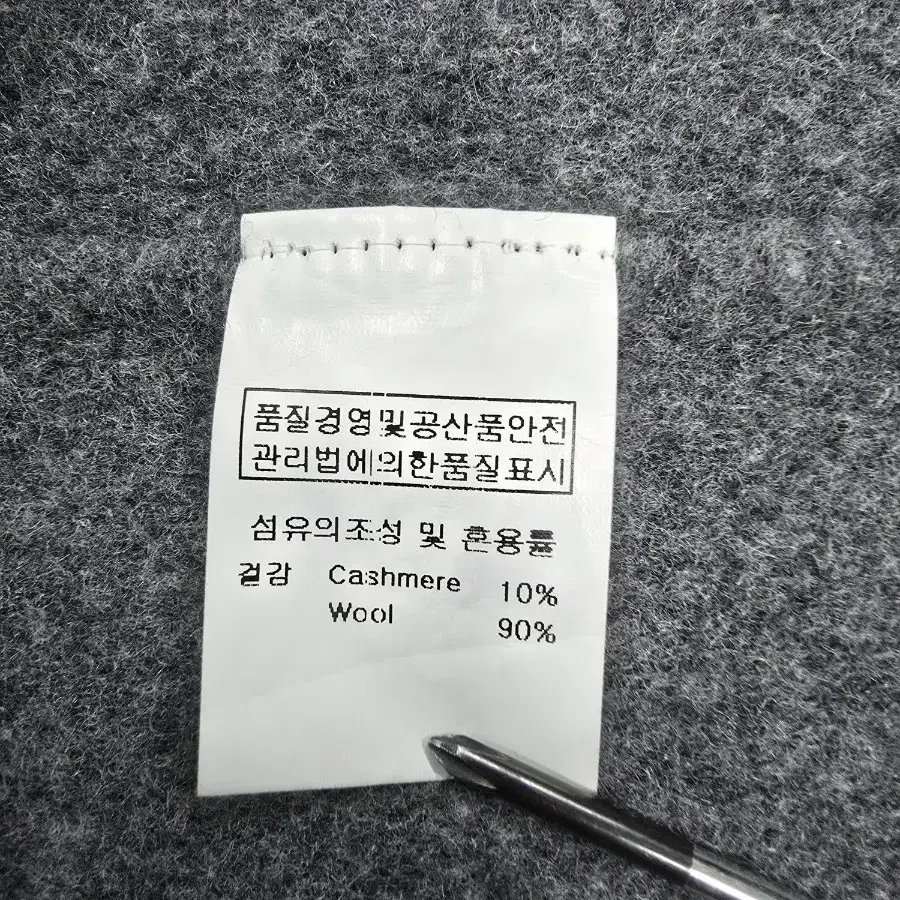 품질경영및공산품안전
관리법에의한품질표시
섬유의조성 및 혼용률
겉감 Cashmere 10%
Wool 90%